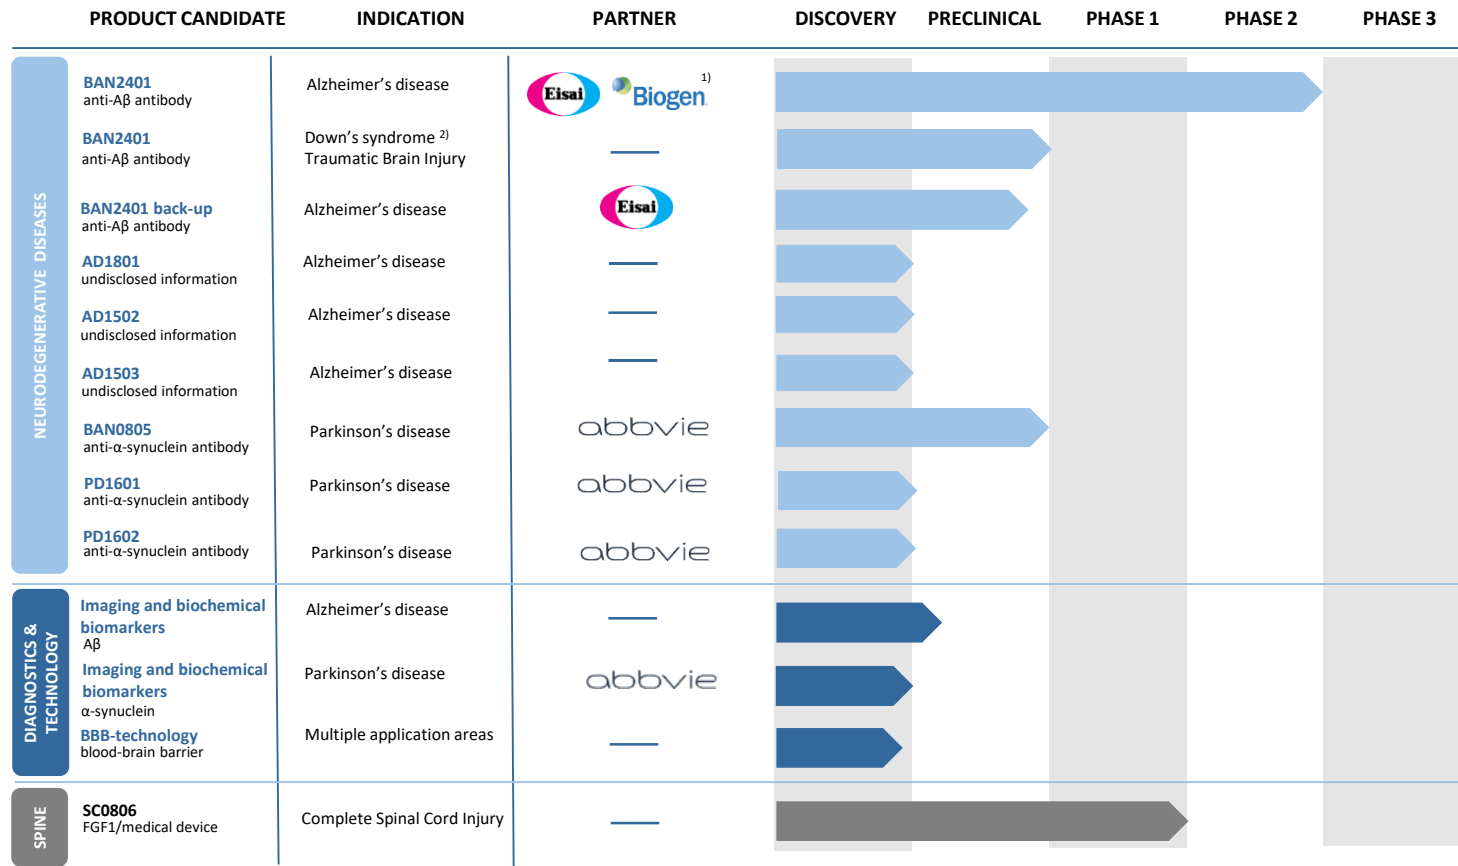 PRODUCT CANDIDATE INDICATION PARTNER DISCOVERY PRECLINICAL PHASE 1 PHASE 2 PHASE 3
NEURODEGENERATIVE DISEASES
BAN2401
anti-Aβ antibody
Alzheimer's disease
Eisai
Biogen
1)
BAN2401
anti-Aβ antibody
Down's syndrome 2)
Traumatic Brain Injury
BAN2401 back-up
anti-Aβ antibody
Alzheimer's disease
Eisai
AD1801
undisclosed information
Alzheimer's disease
AD1502
undisclosed information
Alzheimer's disease
AD1503
undisclosed information
Alzheimer's disease
BAN0805
anti-α-synuclein antibody
Parkinson's disease
abbvie
PD1601
anti-α-synuclein antibody
Parkinson's disease
abbvie
PD1602
anti-α-synuclein antibody
Parkinson's disease
abbvie
DIAGNOSTICS &
TECHNOLOGY
Imaging and biochemical
biomarkers
Aβ
Alzheimer's disease
Imaging and biochemical
biomarkers
α-synuclein
Parkinson's disease
abbvie
BBB-technology
blood-brain barrier
Multiple application areas
SPINE
SC0806
FGF1/medical device
Complete Spinal Cord Injury